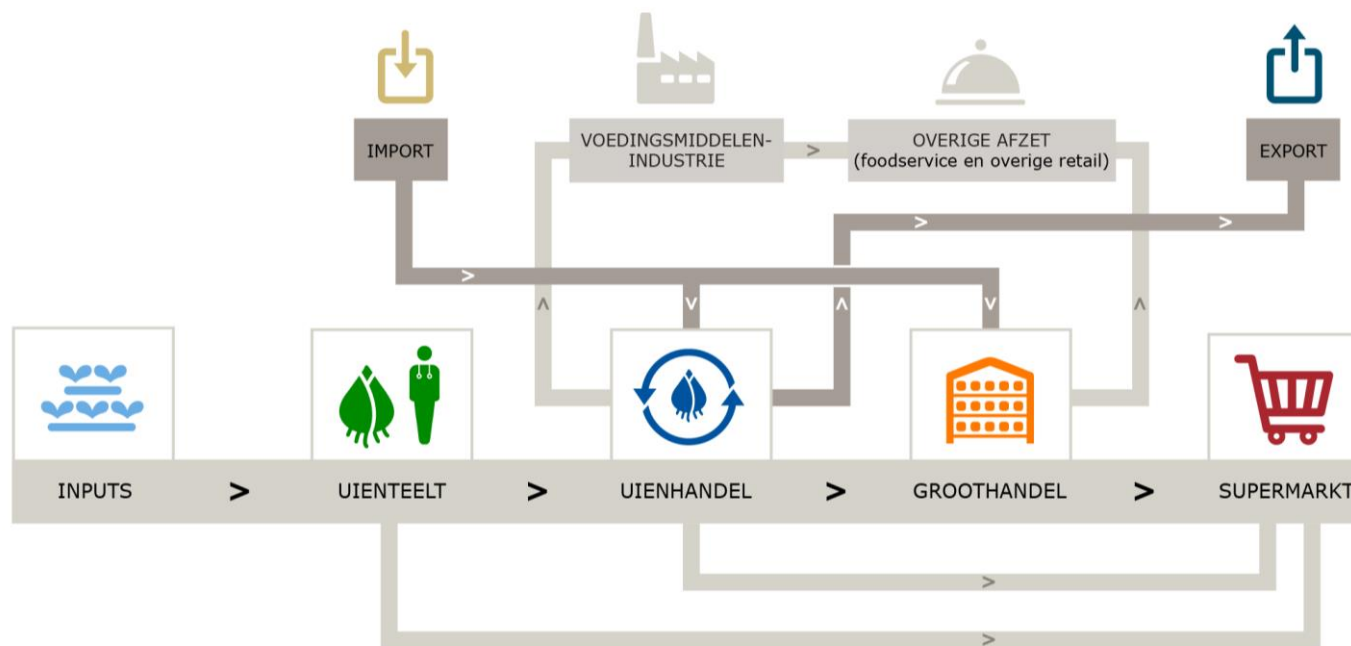 IMPORT
VOEDINGSMIDDELEN-
INDUSTRIE
>
OVERIGE AFZET
(foodservice en overige retail)
EXPORT
INPUTS
>
UIENTEELT
>
UIENHANDEL
>
GROOTHANDEL
>
SUPERMARKT